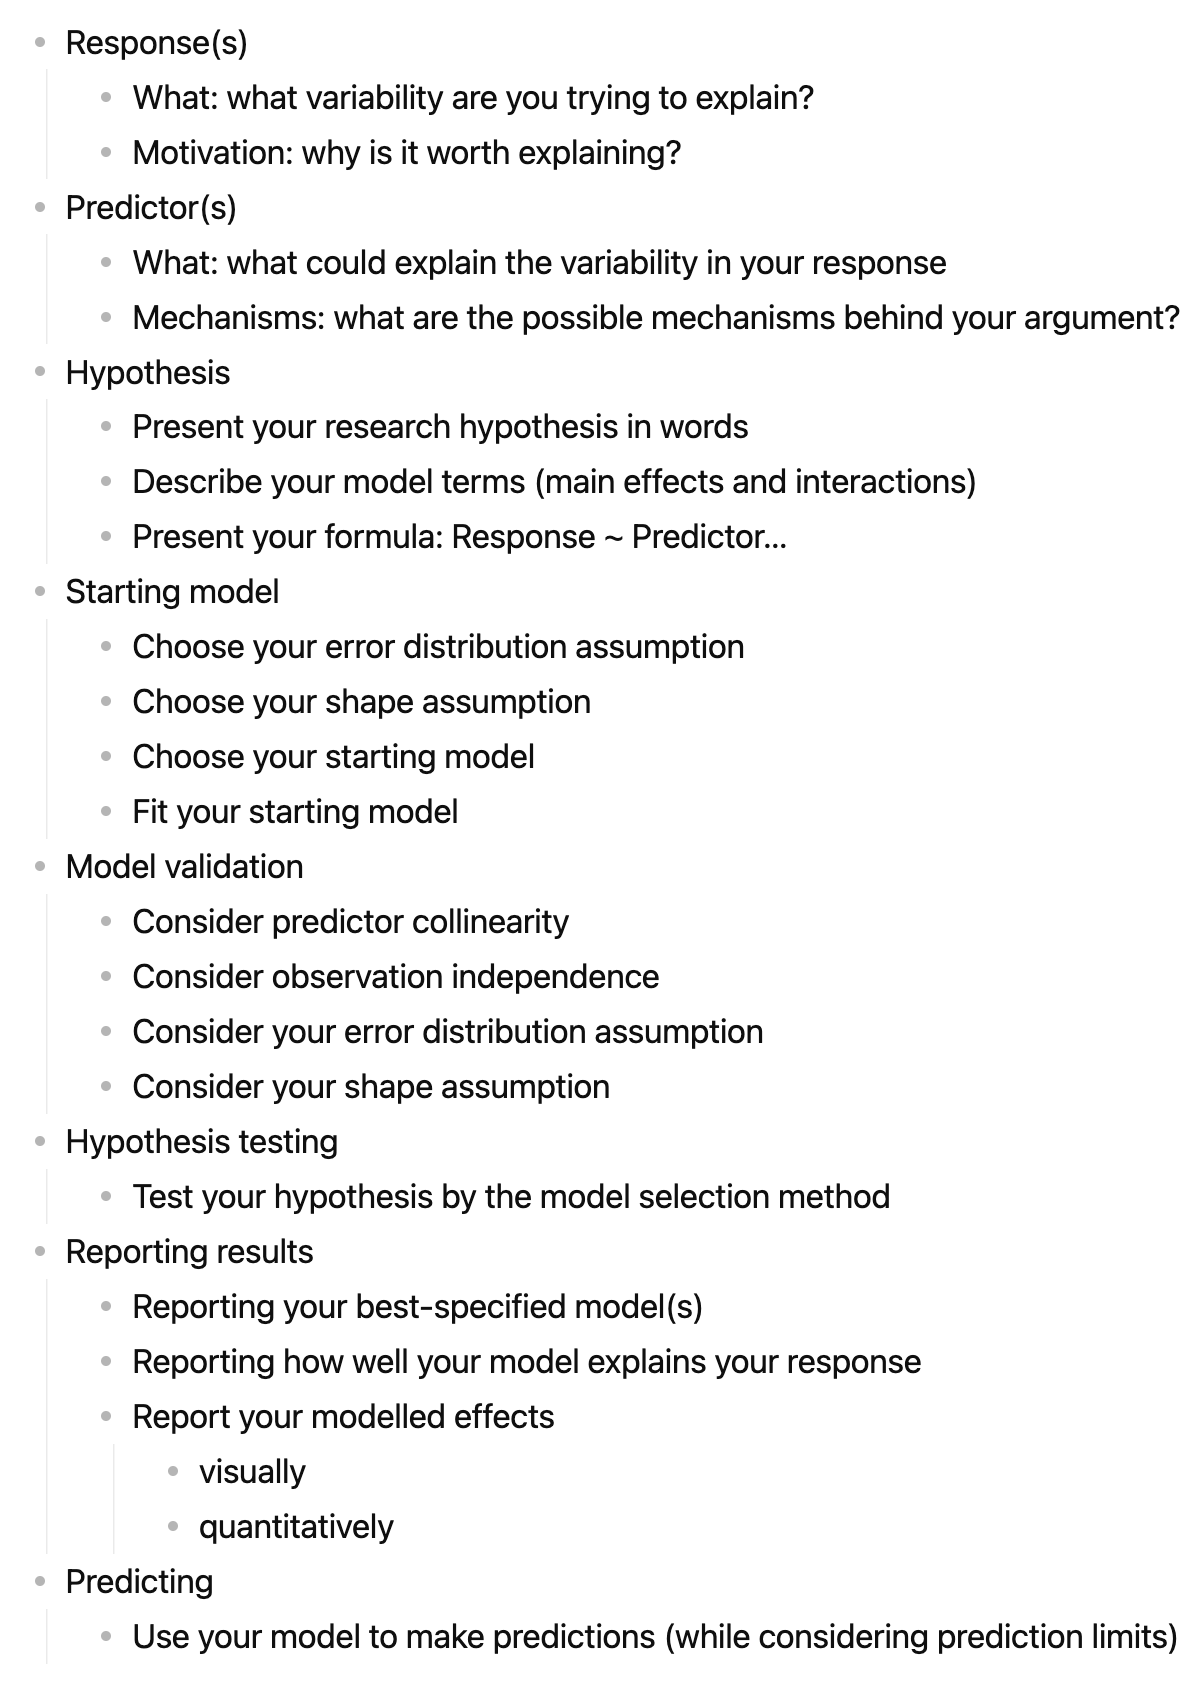 Response(s)
What: what variability are you trying to explain?
Motivation: why is it worth explaining?
Predictor(s)
What: what could explain the variability in your response
Mechanisms: what are the possible mechanisms behind your argument?
Hypothesis
Present your research hypothesis in words
Describe your model terms (main effects and interactions)
Present your formula: Response ~ Predictor...
Starting model
Choose your error distribution assumption
Choose your shape assumption
Choose your starting model
Fit your starting model
Model validation
Consider predictor collinearity
Consider observation independence
Consider your error distribution assumption
Consider your shape assumption
Hypothesis testing
Test your hypothesis by the model selection method
Reporting results
Reporting your best-specified model(s)
Reporting how well your model explains your response
Report your modelled effects
visually
quantitatively
Predicting
Use your model to make predictions (while considering prediction limits)